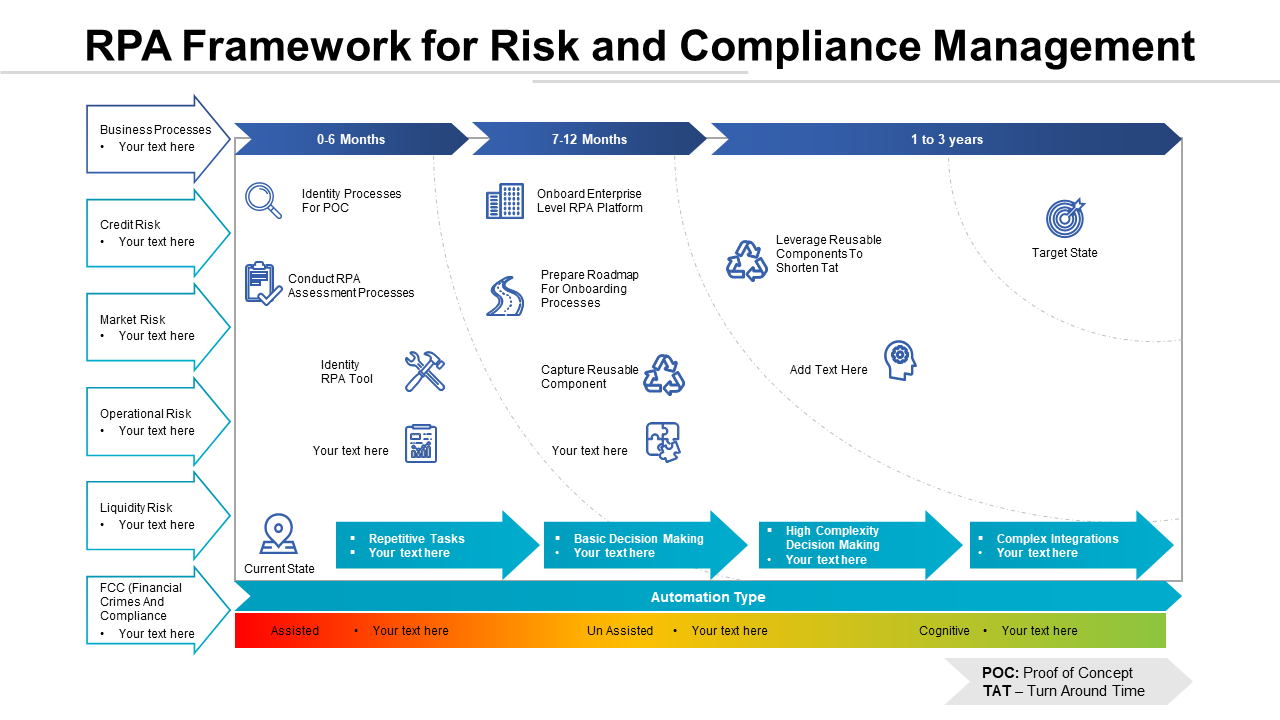 RPA Framework for Risk and Compliance Management
Business Processes
• Your text here
Credit Risk
• Your text here
Market Risk
• Your text here
Operational Risk
• Your text here
Liquidity Risk
• Your text here
FCC (Financial
Crimes And
Compliance
• Your text here
0-6 Months
7-12 Months
1 to 3 years
Identity Processes
For POC
Conduct RPA
Assessment Processes
Identity
RPA Tool
Your text here
Onboard Enterprise
Level RPA Platform
Prepare Roadmap
For Onboarding
Processes
Capture Reusable
Component
Your text here
Leverage Reusable
Components To
Shorten Tat
Add Text Here
Target State
Current State
▪ Repetitive Tasks
▪ Your text here
▪ Basic Decision Making
• Your text here
▪ High Complexity
Decision Making
• Your text here
▪ Complex Integrations
• Your text here
Automation Type
Assisted • Your text here
Un Assisted • Your text here
Cognitive • Your text here
POC: Proof of Concept
TAT – Turn Around Time